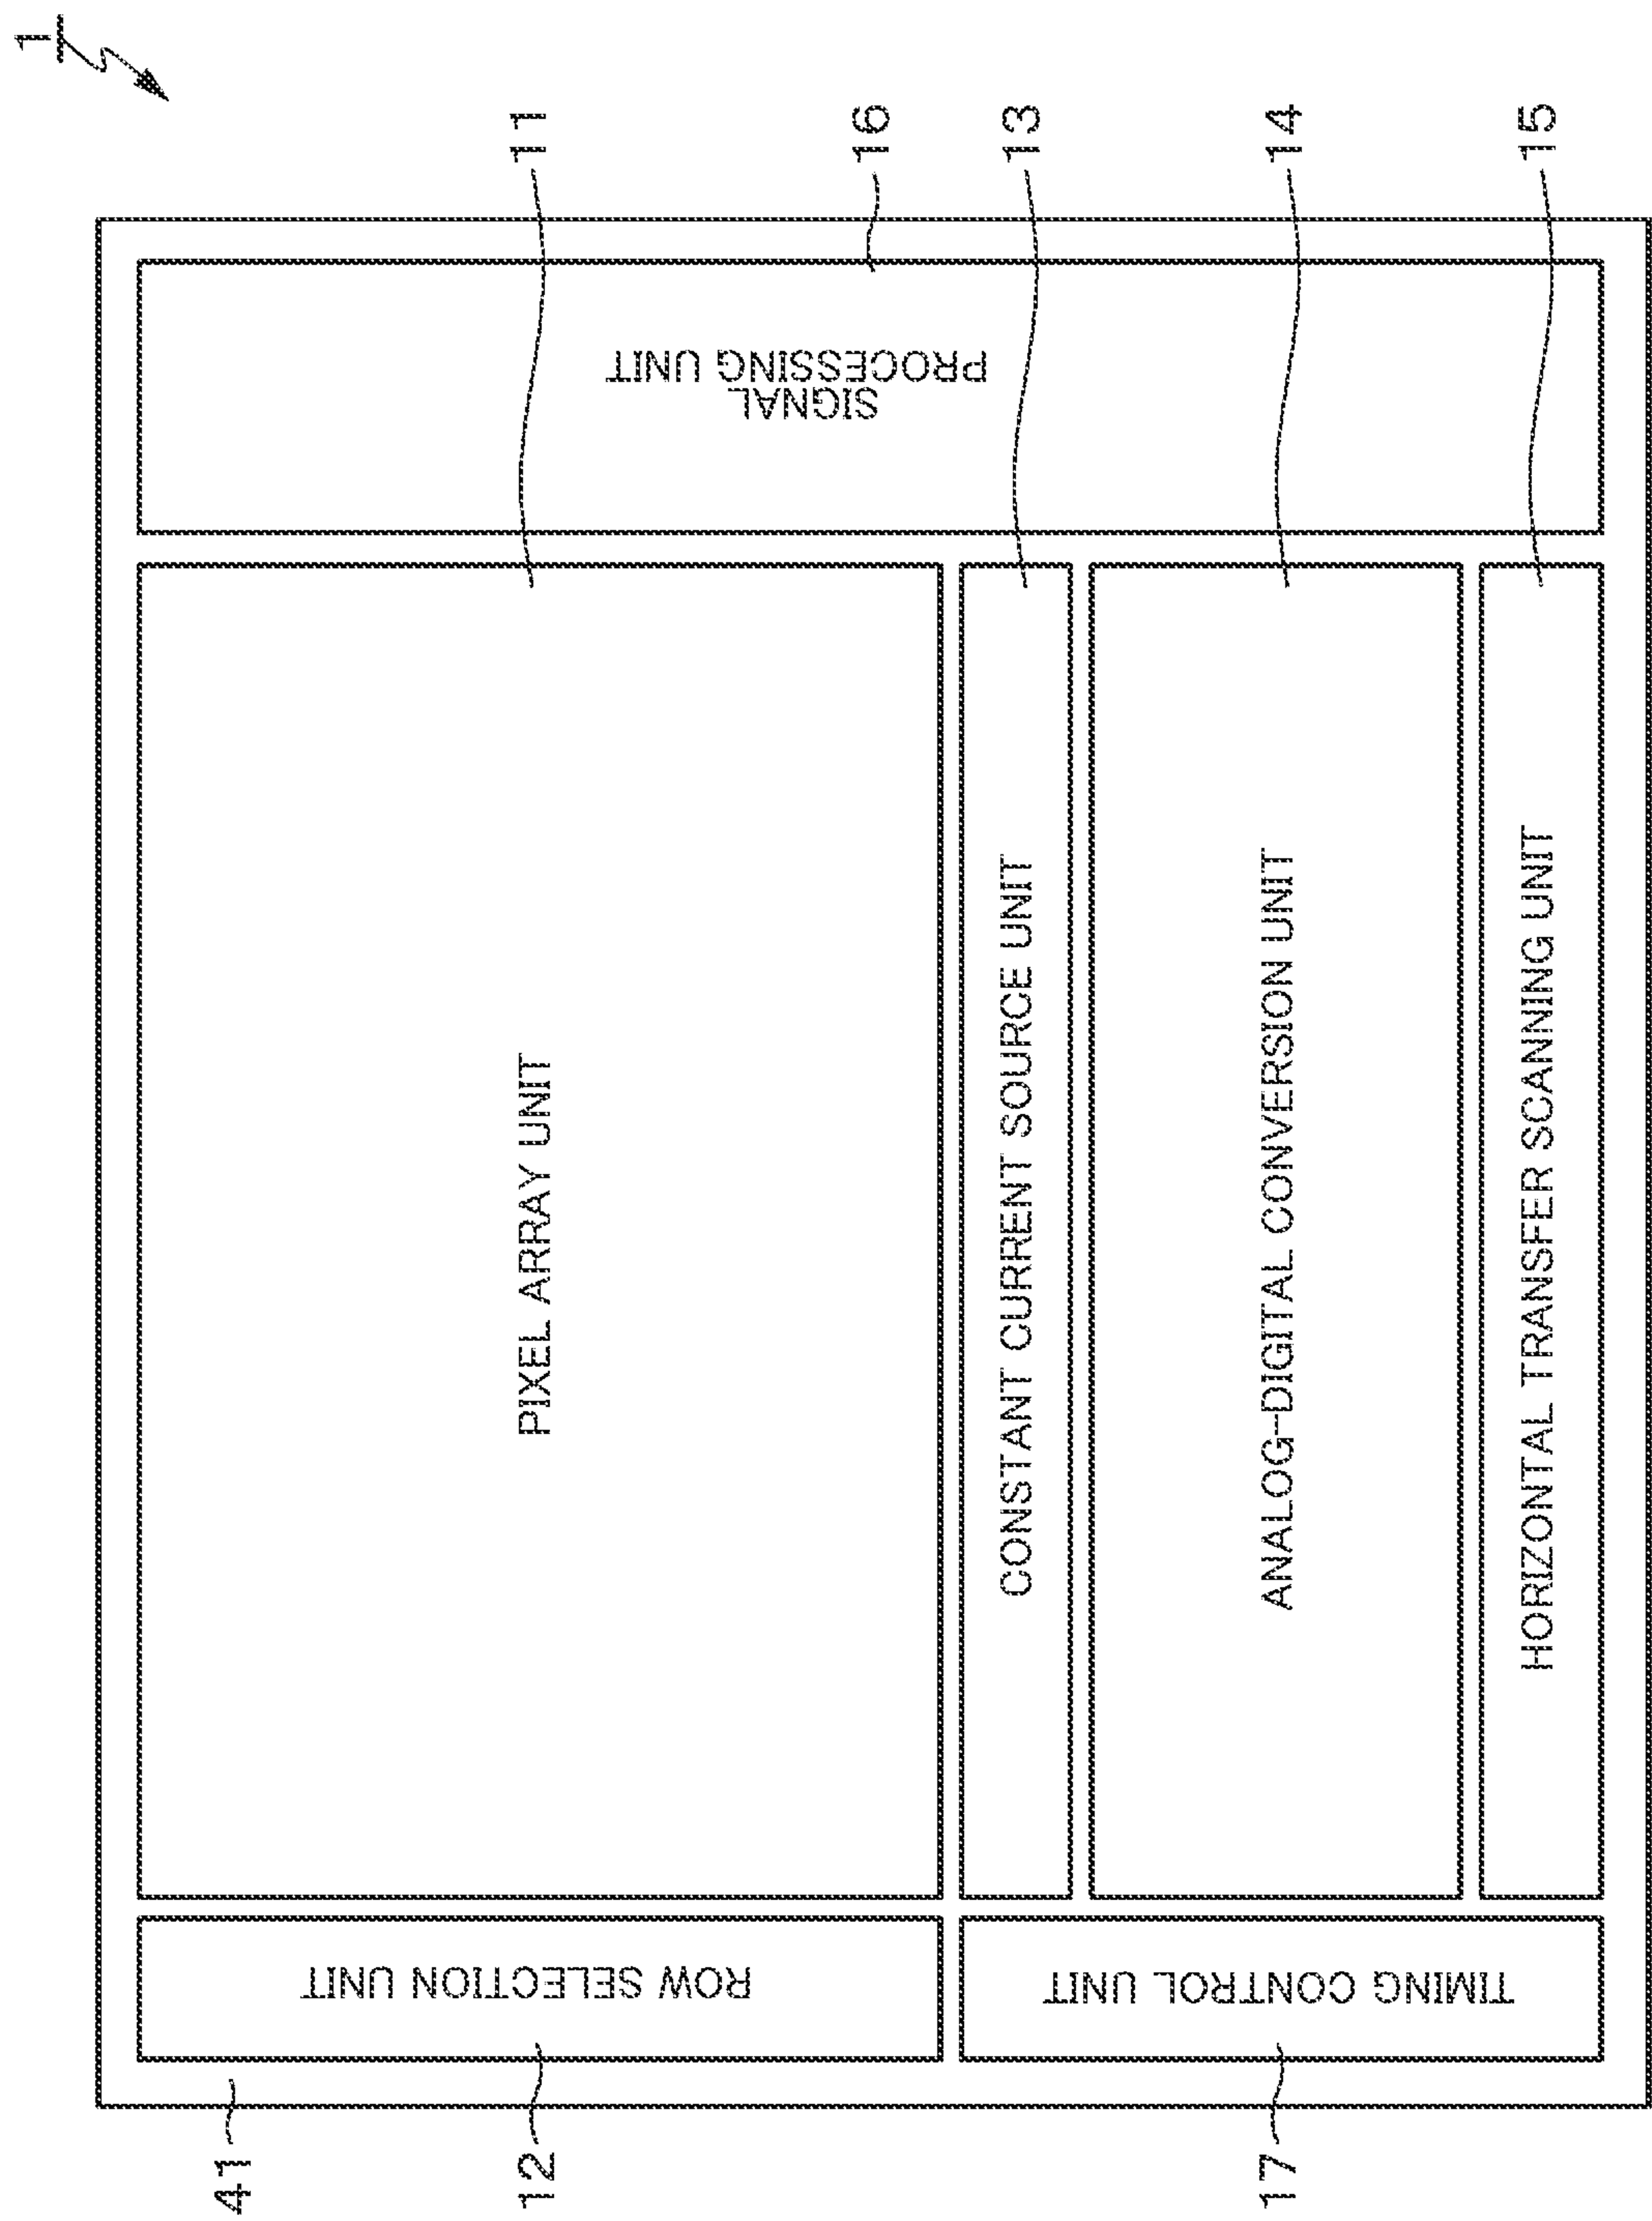 1
11
16
13
14
15
SIGNAL
PROCESSING UNIT
PIXEL ARRAY UNIT
CONSTANT CURRENT SOURCE UNIT
ANALOG-DIGITAL CONVERSION UNIT
HORIZONTAL TRANSFER SCANNING UNIT
ROW SELECTION UNIT
TIMING CONTROL UNIT
41
12
17